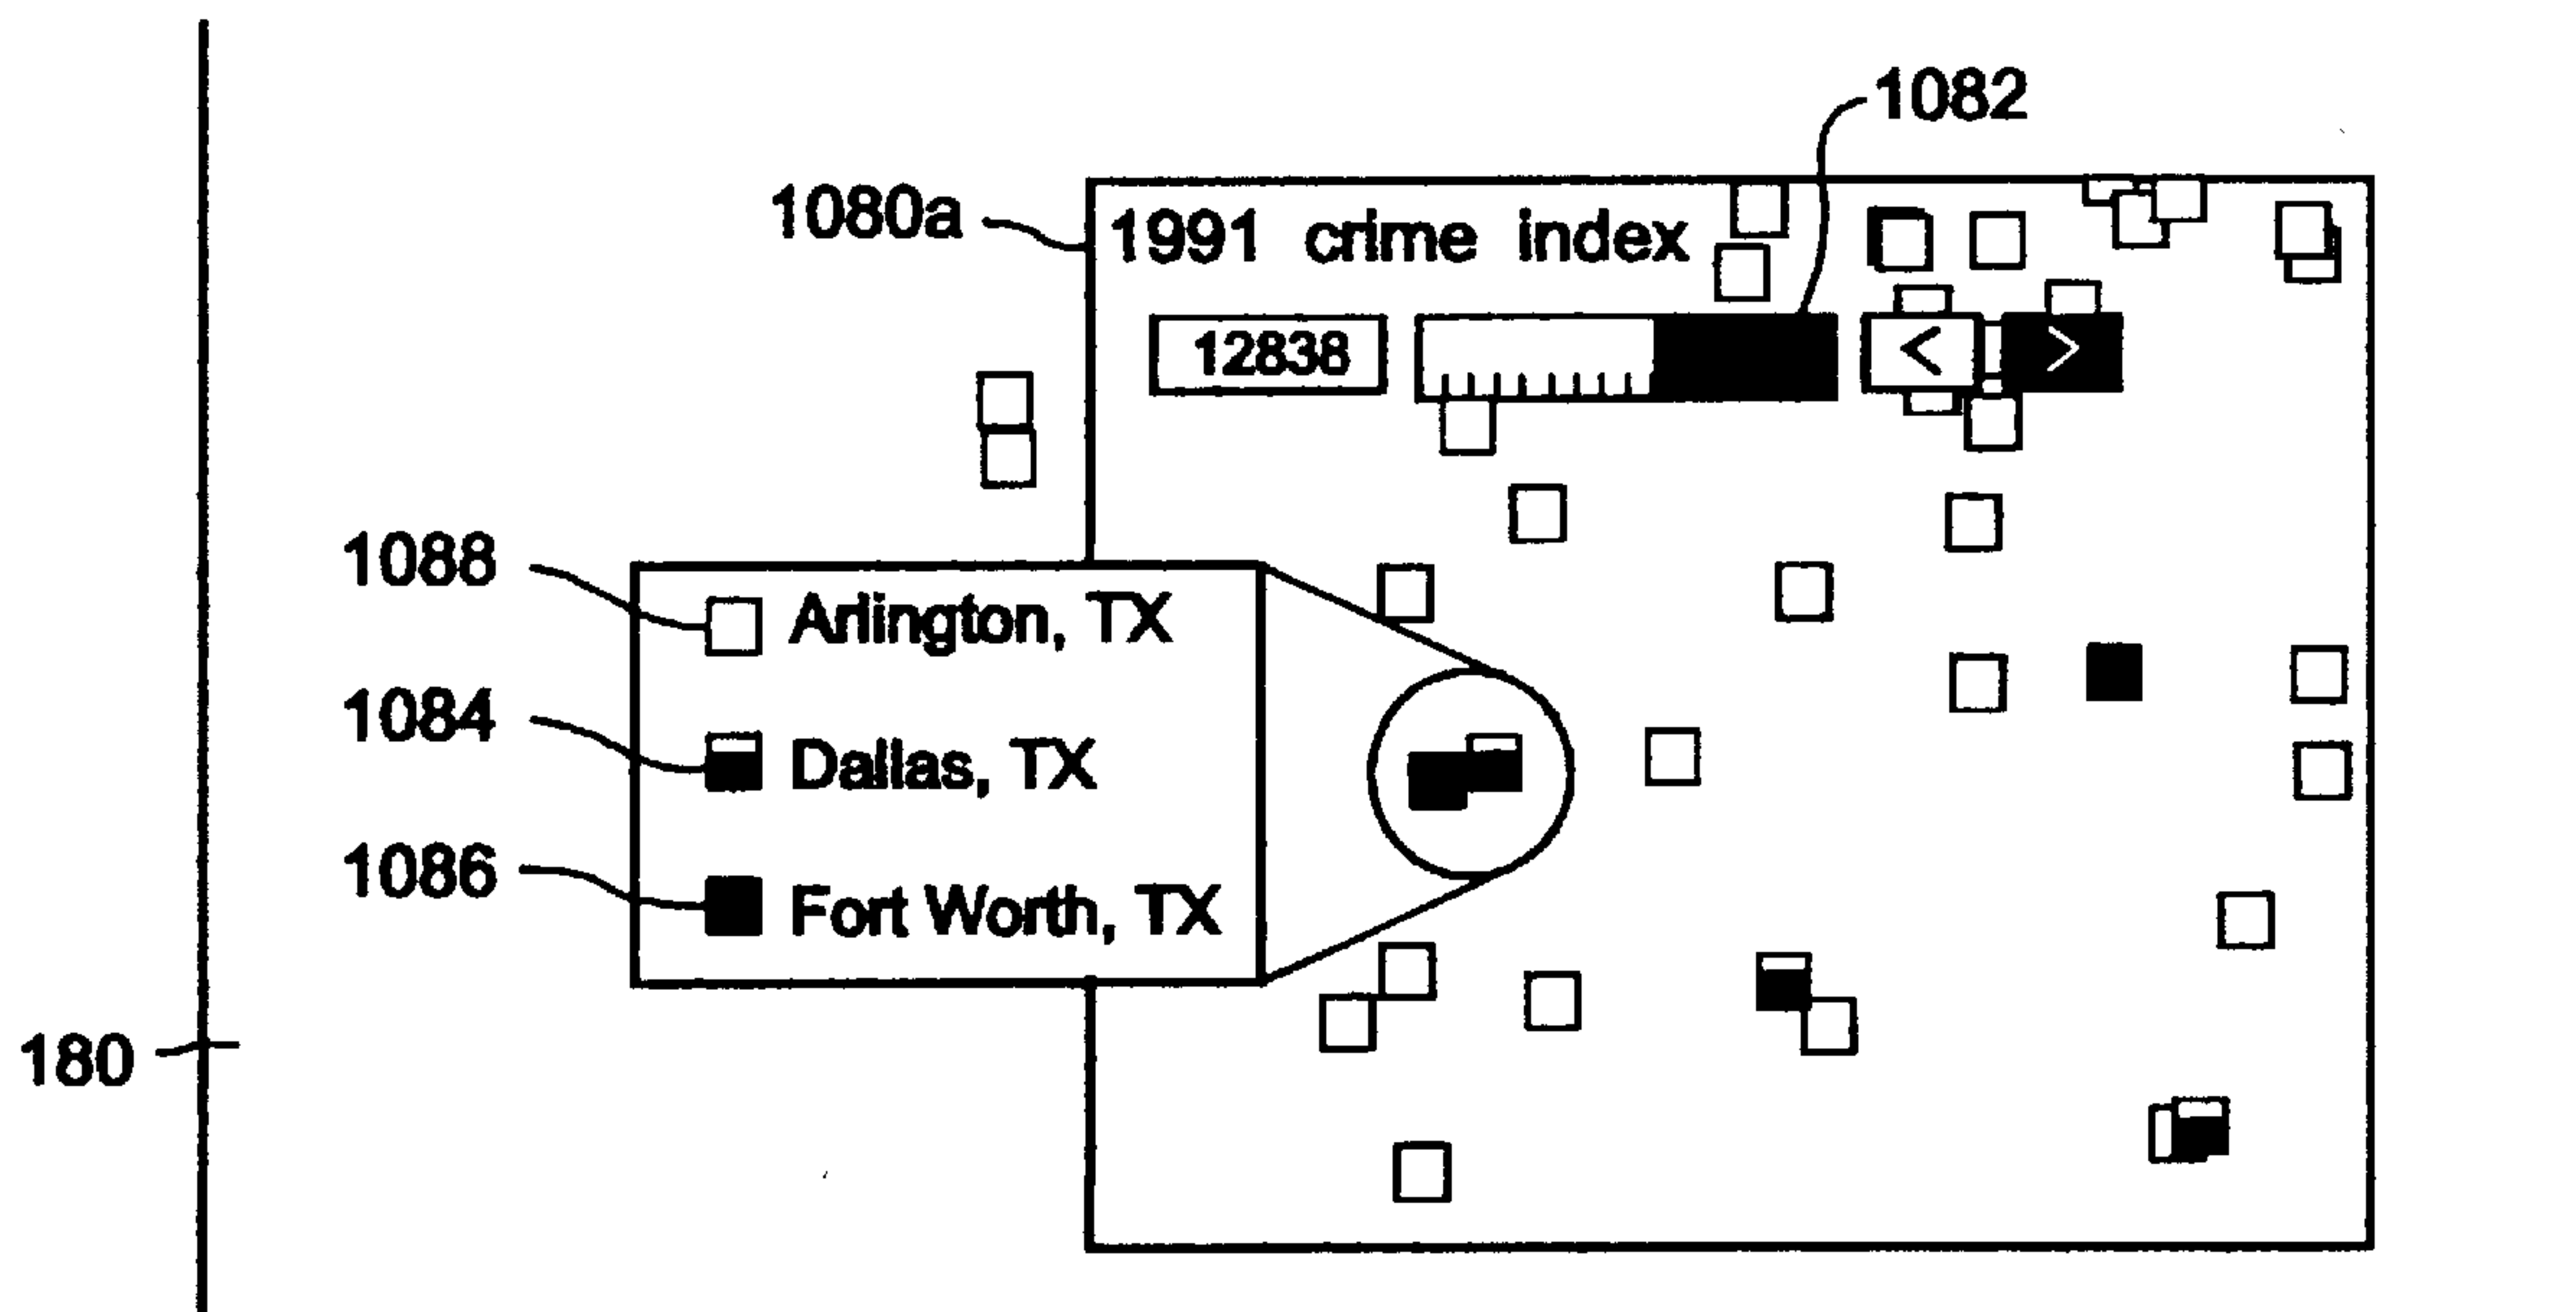 1082
1080a
1991 crime index
12838
<
>
1088
Arlington, TX
1084
Dallas, TX
1086
Fort Worth, TX
180